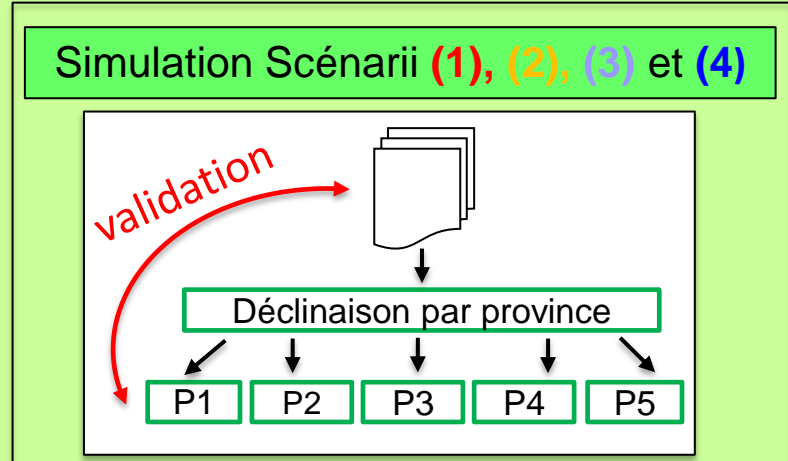 Simulation Scénarii (1), (2), (3) et (4)
validation
Déclinaison par province
P1 P2 P3 P4 P5